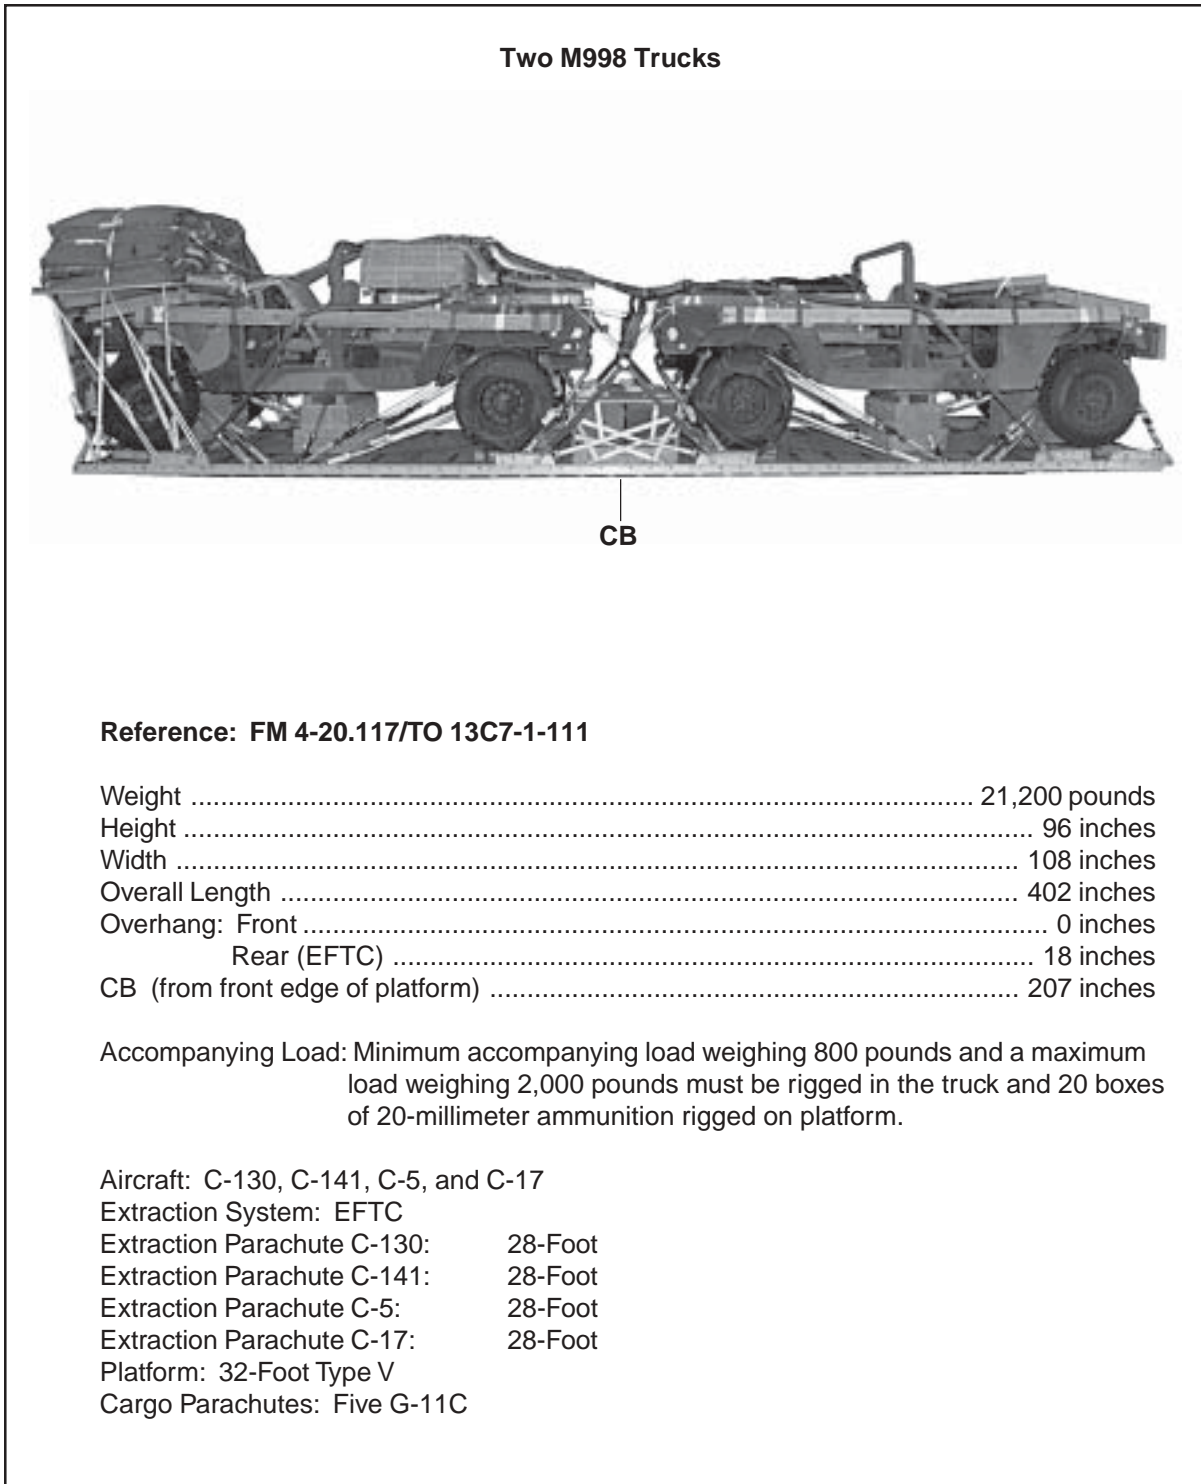 Two M998 Trucks
CB
Reference: FM 4-20.117/TO 13C7-1-111
Weight ........................................................................................................ 21,200 pounds
Height ................................................................................................................. 96 inches
Width ................................................................................................................ 108 inches
Overall Length .................................................................................................. 402 inches
Overhang: Front ................................................................................................... 0 inches
Rear (EFTC) ..................................................................................... 18 inches
CB (from front edge of platform) ...................................................................... 207 inches
Accompanying Load: Minimum accompanying load weighing 800 pounds and a maximum
load weighing 2,000 pounds must be rigged in the truck and 20 boxes
of 20-millimeter ammunition rigged on platform.
Aircraft: C-130, C-141, C-5, and C-17
Extraction System: EFTC
Extraction Parachute C-130: 28-Foot
Extraction Parachute C-141: 28-Foot
Extraction Parachute C-5: 28-Foot
Extraction Parachute C-17: 28-Foot
Platform: 32-Foot Type V
Cargo Parachutes: Five G-11C